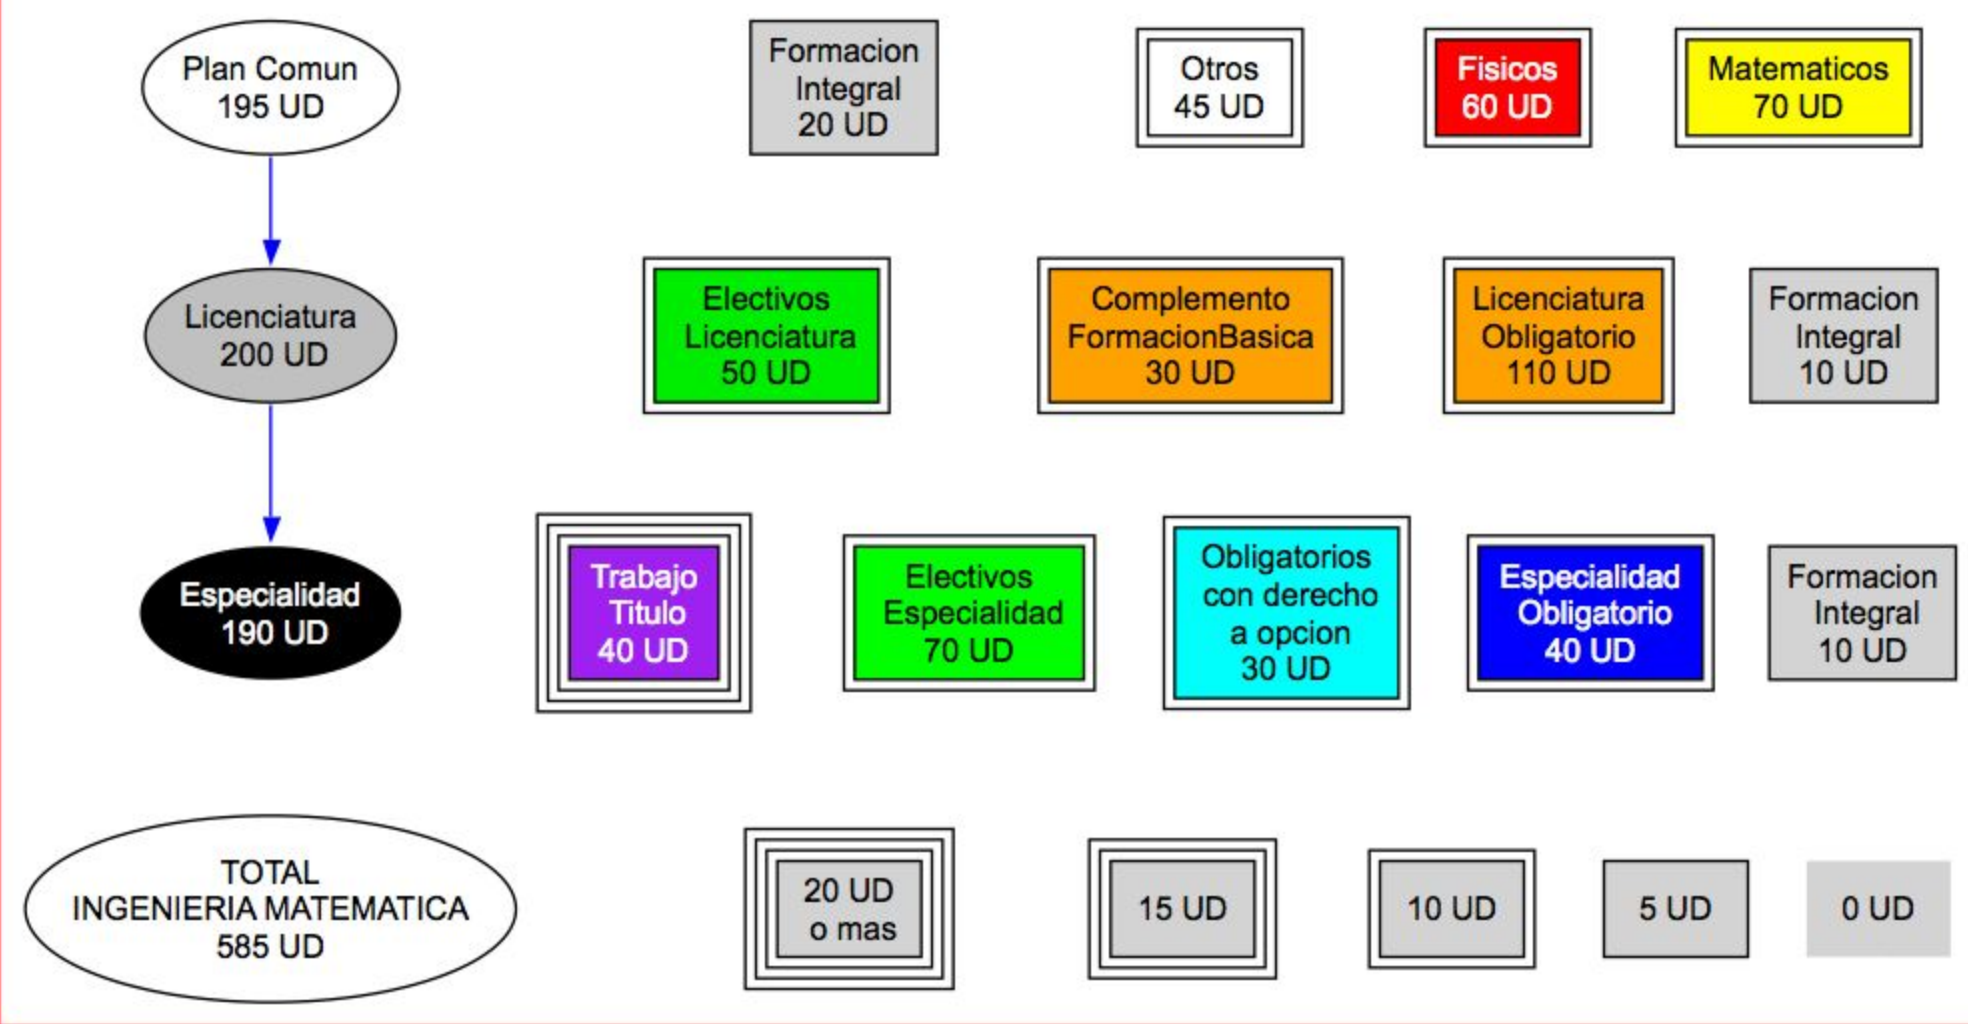 Plan Comun
195 UD
Formacion
Integral
20 UD
Otros
45 UD
Fisicos
60 UD
Matematicos
70 UD
Licenciatura
200 UD
Electivos
Licenciatura
50 UD
Complemento
FormacionBasica
30 UD
Licenciatura
Obligatorio
110 UD
Formacion
Integral
10 UD
Especialidad
190 UD
Trabajo
Titulo
40 UD
Electivos
Especialidad
70 UD
Obligatorios
con derecho
a opcion
30 UD
Especialidad
Obligatorio
40 UD
Formacion
Integral
10 UD
TOTAL
INGENIERIA MATEMATICA
585 UD
20 UD
o mas
15 UD
10 UD
5 UD
0 UD